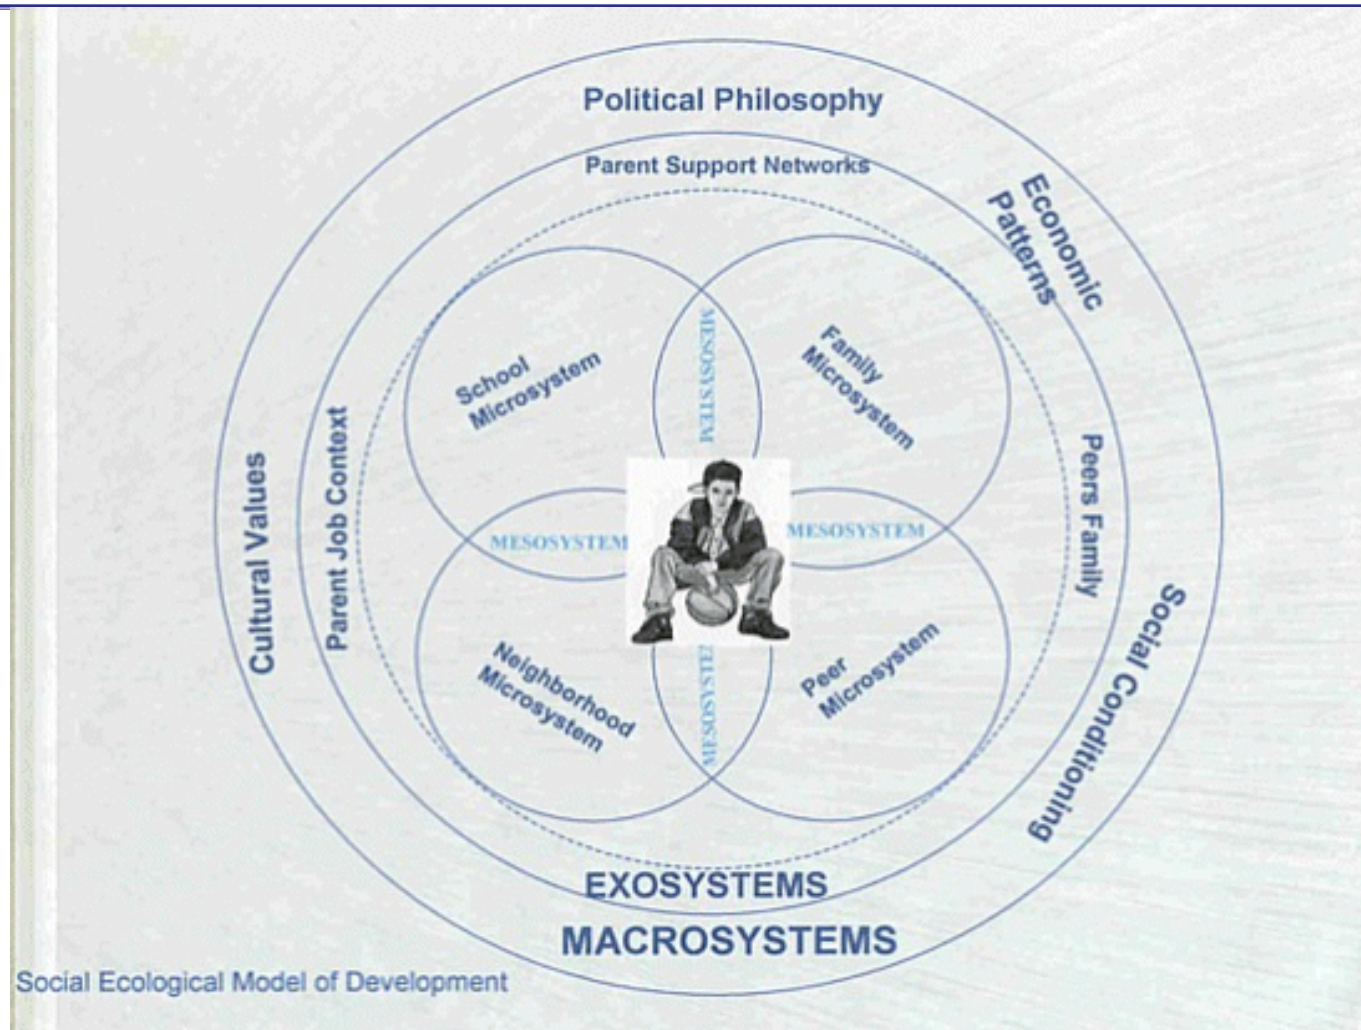 Political Philosophy
Parent Support Networks
Economic
Patterns
School
Microsystem
MESOSYSTEM
Family
Microsystem
Cultural Values
Parent Job Context
MESOSYSTEM
MESOSYSTEM
Peers Family
Social Conditioning
Neighborhood
Microsystem
MESOSYSTE
Peer
Microsystem
EXOSYSTEMS
MACROSYSTEMS
Social Ecological Model of Development